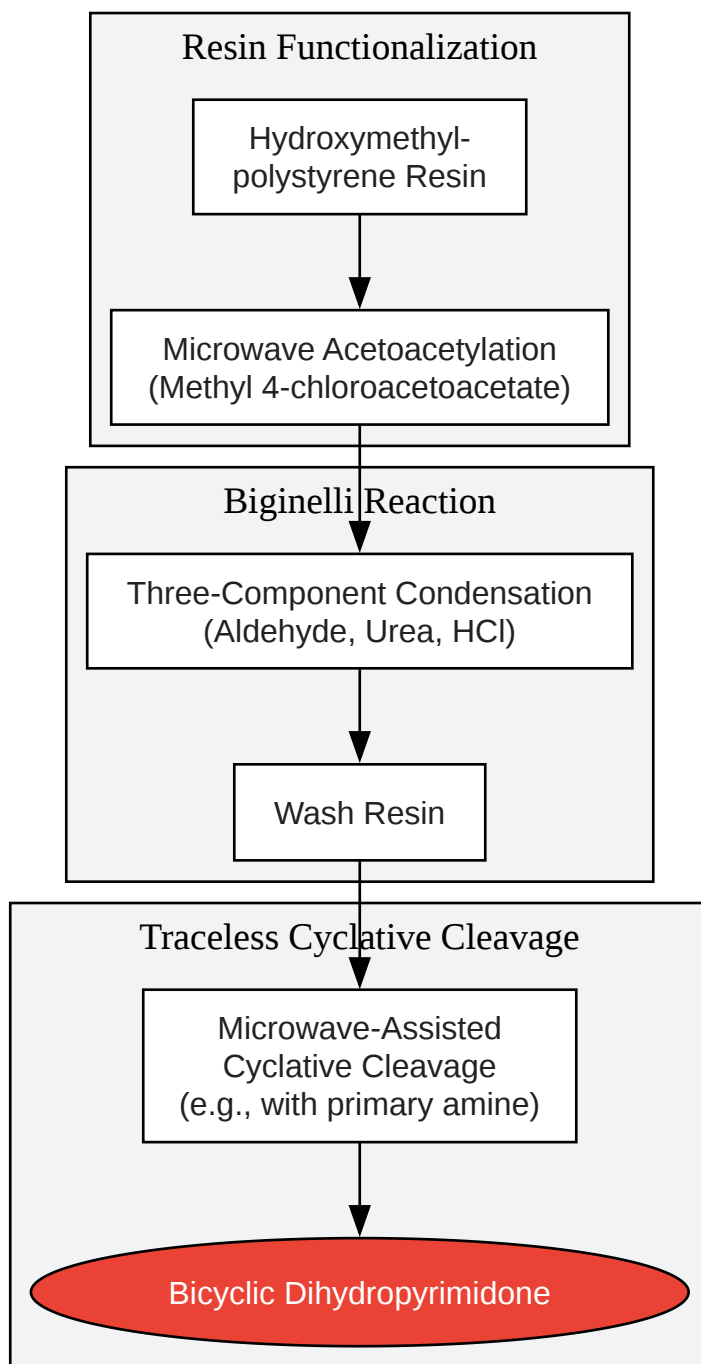 Resin Functionalization
Hydroxymethyl-
polystyrene Resin
Microwave Acetoacetylation
(Methyl 4-chloroacetoacetate)
Biginelli Reaction
Three-Component Condensation
(Aldehyde, Urea, HCl)
Wash Resin
Traceless Cyclative Cleavage
Microwave-Assisted
Cyclative Cleavage
(e.g., with primary amine)
Bicyclic Dihydropyrimidone